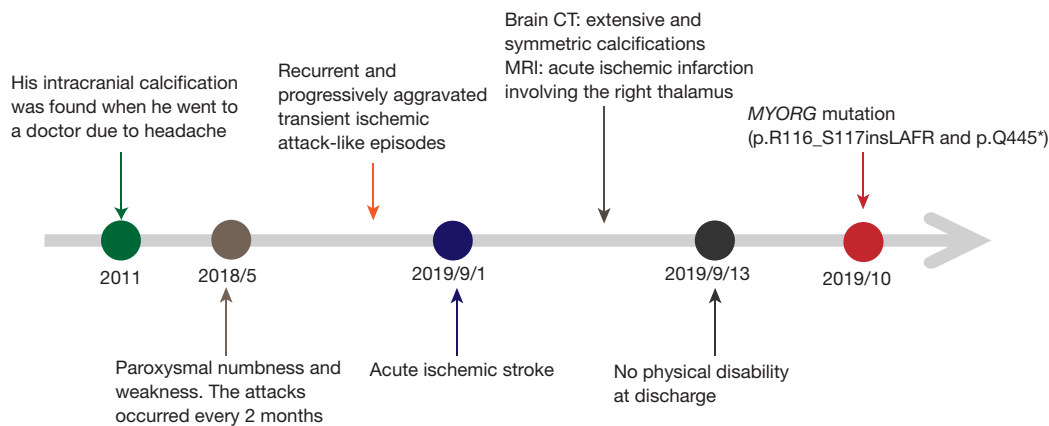 His intracranial calcification
was found when he went to
a doctor due to headache
Recurrent and
progressively aggravated
transient ischemic
attack-like episodes
Brain CT: extensive and
symmetric calcifications
MRI: acute ischemic infarction
involving the right thalamus
MYORG mutation
(p.R116_S117insLAFR and p.Q445*)
2011
2018/5
2019/9/1
2019/9/13
2019/10
Paroxysmal numbness and
weakness. The attacks
occurred every 2 months
Acute ischemic stroke
No physical disability
at discharge